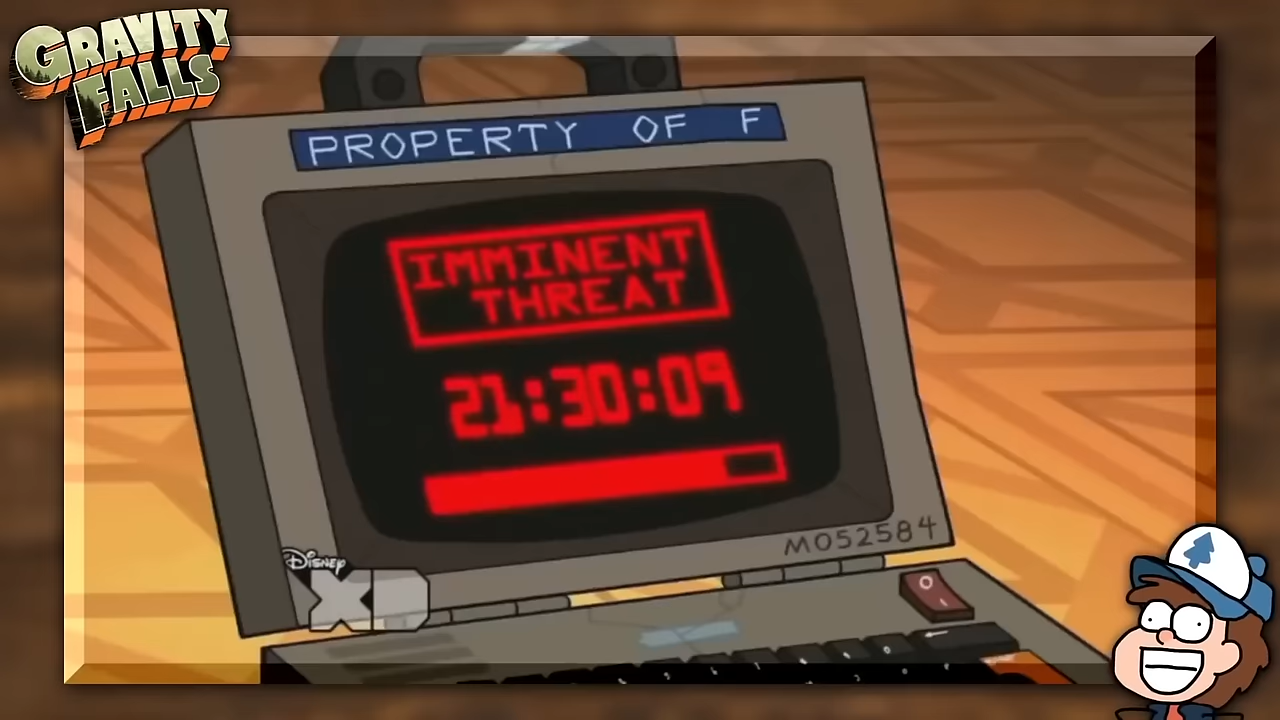 GRAVITY
FALLS
PROPERTY OF F
IMMINENT
THREAT
21:30:09
M052584
DISNEY
XD